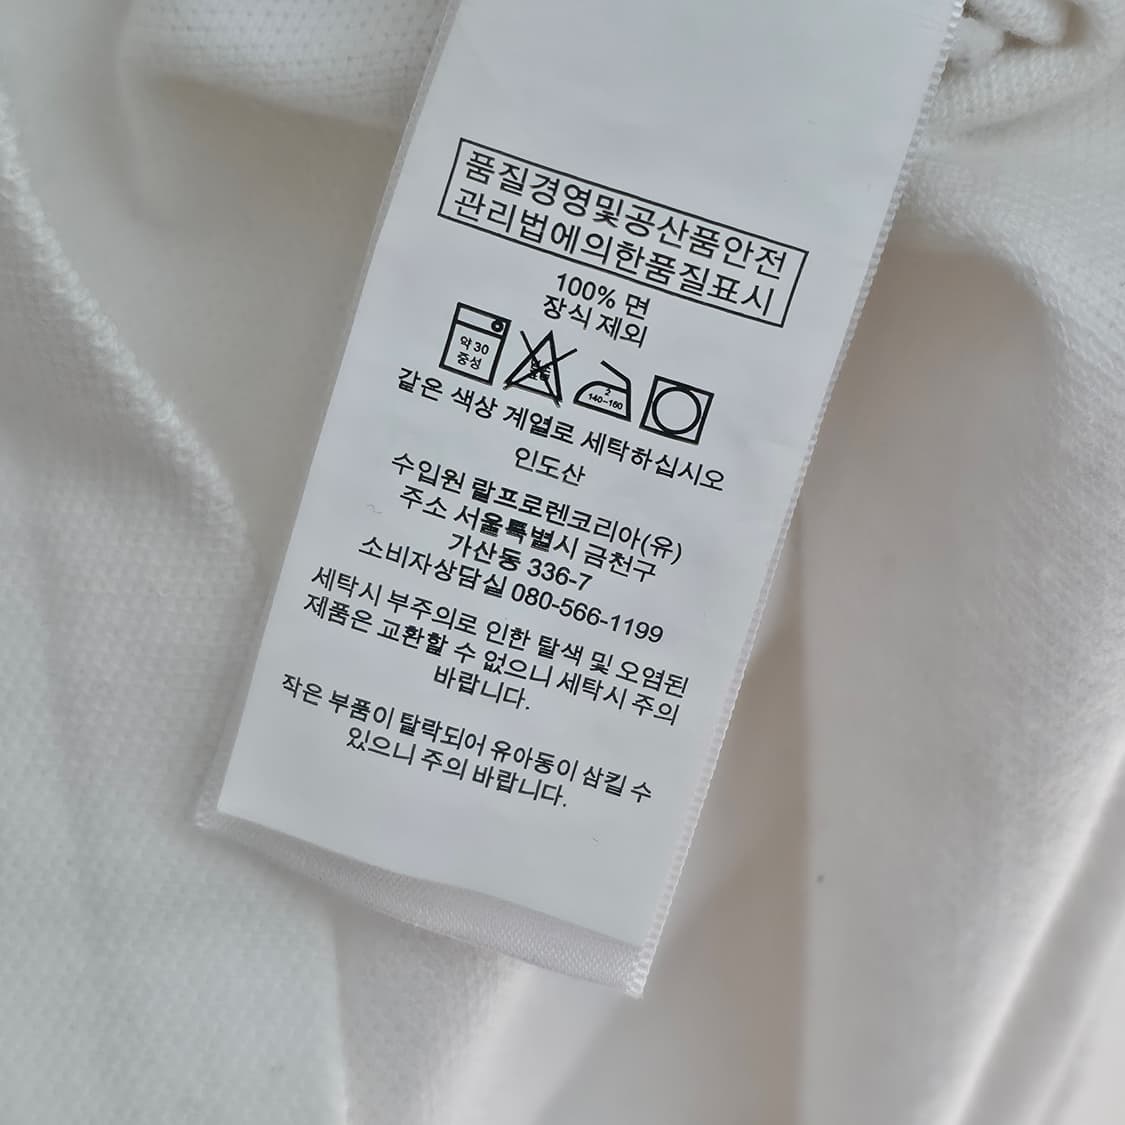 품질경영및공산품안전
관리법에의한품질표시
100% 면
장식 제외
약 30
중성
2
140~160
같은 색상 계열로 세탁하십시오
인도산
수입원 랄프로렌코리아(유)
주소 서울특별시 금천구
가산동 336-7
소비자상담실 080-566-1199
세탁시 부주의로 인한 탈색 및 오염된
제품은 교환할 수 없으니 세탁시 주의
바랍니다.
작은 부품이 탈락되어 유아동이 삼킬 수
있으니 주의 바랍니다.